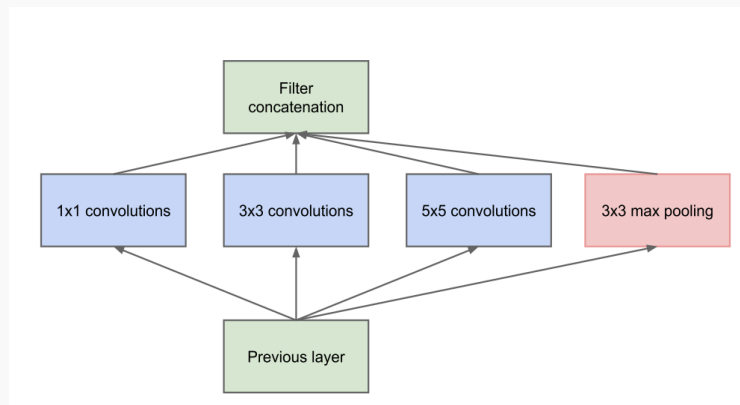 Filter
concatenation
1x1 convolutions
3x3 convolutions
5x5 convolutions
3x3 max pooling
Previous layer